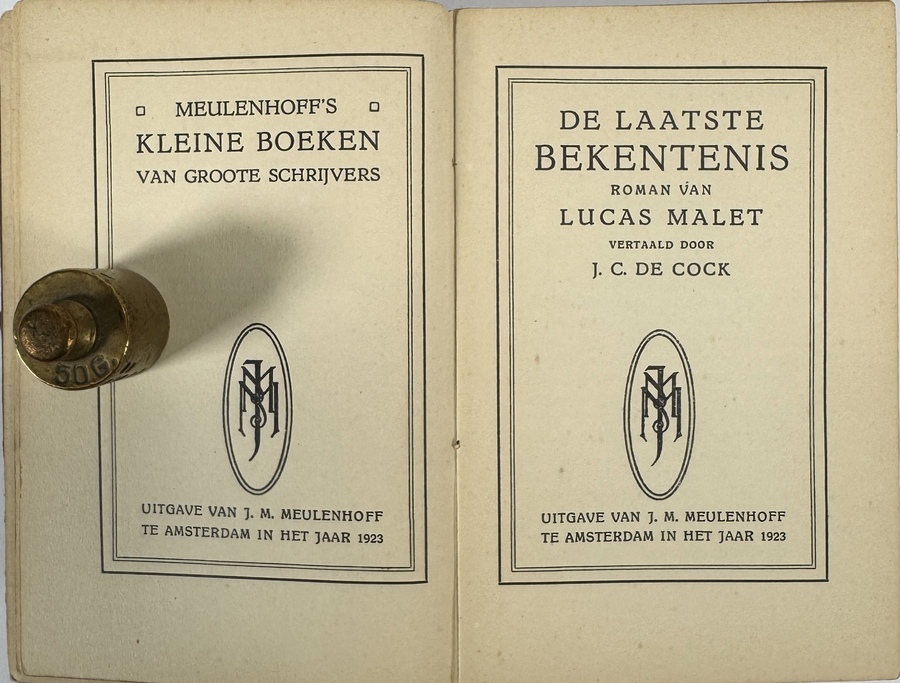 MEULENHOFF'S
KLEINE BOEKEN
VAN GROOTE SCHRIJVERS
50G.
UITGAVE VAN J. M. MEULENHOFF
TE AMSTERDAM IN HET JAAR 1923
DE LAATSTE
BEKENTENIS
ROMAN VAN
LUCAS MALET
VERTAALD DOOR
J. C. DE COCK
UITGAVE VAN J. M. MEULENHOFF
TE AMSTERDAM IN HET JAAR 1923